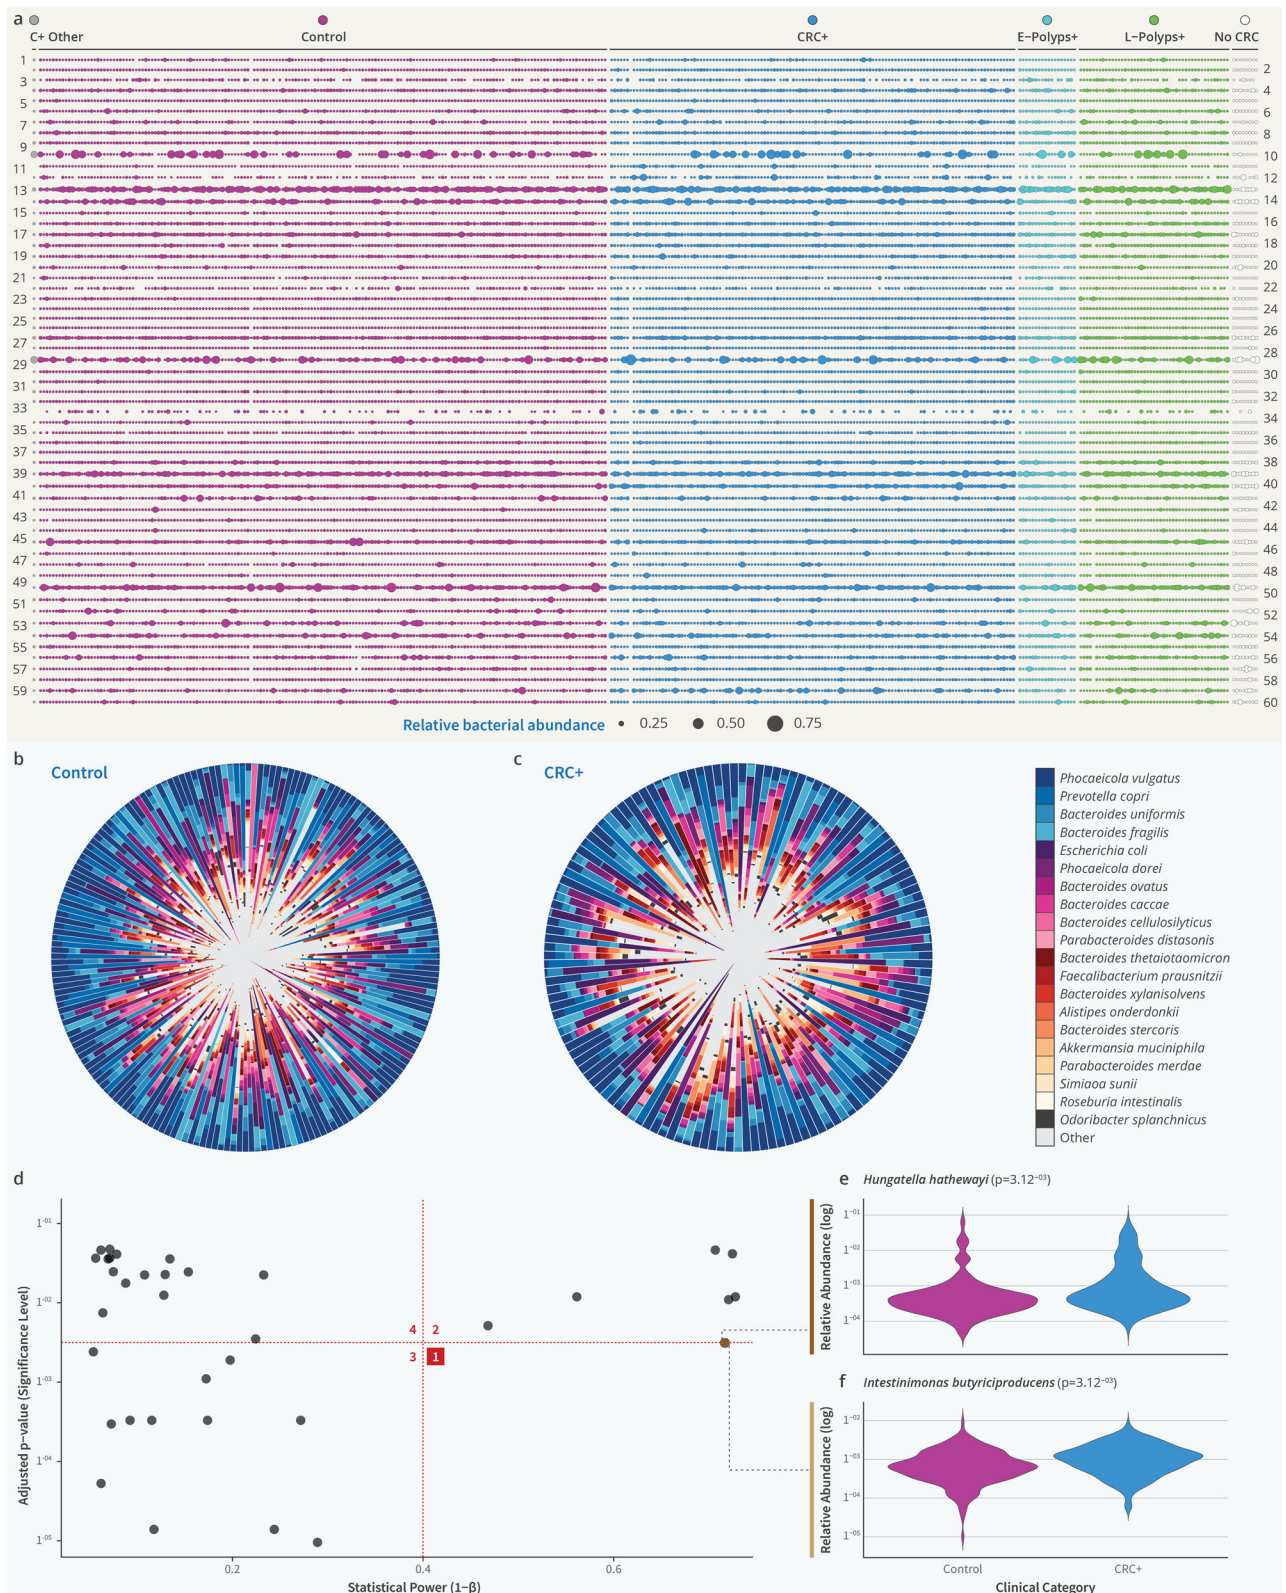 a
C+ Other Control CRC+ E–Polyps+ L–Polyps+ No CRC
1
2
3
4
5
6
7
8
9
10
11
12
13
14
15
16
17
18
19
20
21
22
23
24
25
26
27
28
29
30
31
32
33
34
35
36
37
38
39
40
41
42
43
44
45
46
47
48
49
50
51
52
53
54
55
56
57
58
59
60
Relative bacterial abundance 0.25 0.50 0.75
b
Control
c
CRC+
Phocaeicola vulgatus
Prevotella copri
Bacteroides uniformis
Bacteroides fragilis
Escherichia coli
Phocaeicola dorei
Bacteroides ovatus
Bacteroides caccae
Bacteroides cellulosilyticus
Parabacteroides distasonis
Bacteroides thetaiotaomicron
Faecalibacterium prausnitzii
Bacteroides xylanisolvens
Alistipes onderdonkii
Bacteroides stercoris
Akkermansia muciniphila
Parabacteroides merdae
Simiaoa sunii
Roseburia intestinalis
Odoribacter splanchnicus
Other
d
Adjusted p–value (Significance Level)
1⁻⁰¹
1⁻⁰²
1⁻⁰³
1⁻⁰⁴
1⁻⁰⁵
4 2
3 1
0.2 0.4 0.6
Statistical Power (1–β)
e Hungatella hathewayi (p=3.12⁻⁰³)
Relative Abundance (log)
1⁻⁰¹
1⁻⁰²
1⁻⁰³
1⁻⁰⁴
f Intestinimonas butyriciproducens (p=3.12⁻⁰³)
Relative Abundance (log)
1⁻⁰²
1⁻⁰³
1⁻⁰⁴
1⁻⁰⁵
Control CRC+
Clinical Category